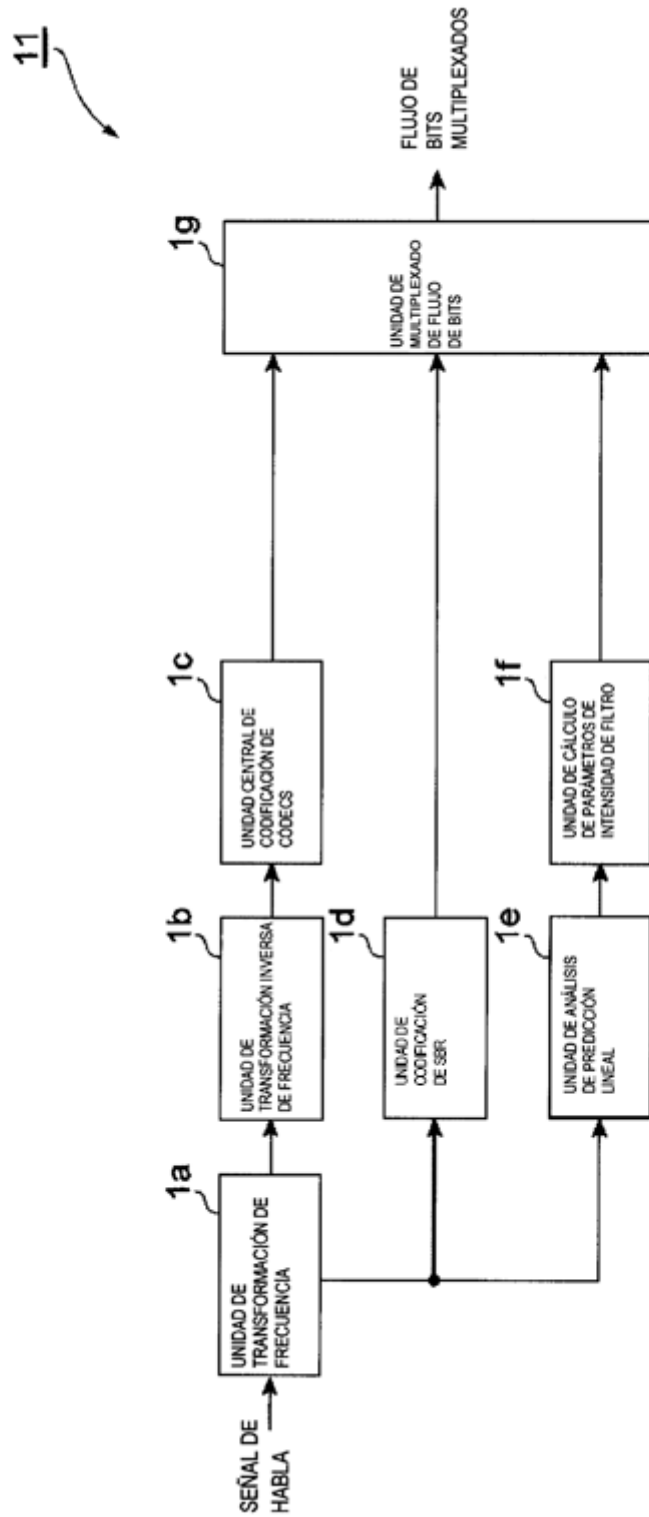 11
SEÑAL DE
HABLA
1a
UNIDAD DE
TRANSFORMACIÓN DE
FRECUENCIA
1b
UNIDAD DE
TRANSFORMACIÓN INVERSA
DE FRECUENCIA
1c
UNIDAD CENTRAL DE
CODIFICACIÓN DE
CÓDECS
1d
UNIDAD DE
CODIFICACIÓN
DE SBR
1e
UNIDAD DE ANÁLISIS
DE PREDICCIÓN
LINEAL
1f
UNIDAD DE CÁLCULO
DE PARÁMETROS DE
INTENSIDAD DE FILTRO
1g
UNIDAD DE
MULTIPLEXADO
DE FLUJO
DE BITS
FLUJO DE
BITS
MULTIPLEXADOS